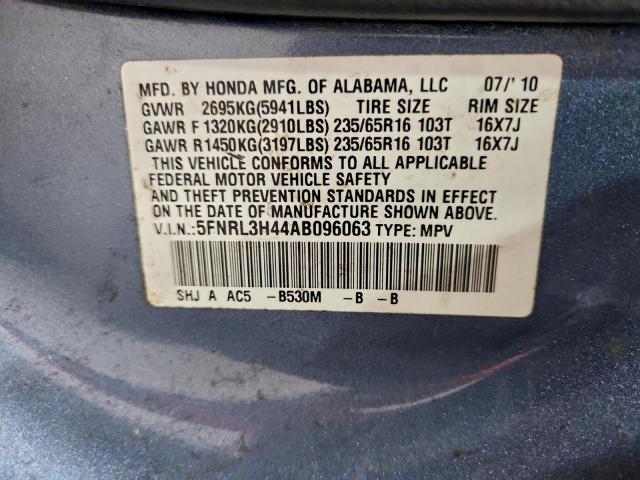 MFD. BY HONDA MFG. OF ALABAMA, LLC 07/'10
GVWR 2695KG(5941LBS) TIRE SIZE RIM SIZE
GAWR F 1320KG(2910LBS) 235/65R16 103T 16X7J
GAWR R 1450KG(3197LBS) 235/65R16 103T 16X7J
THIS VEHICLE CONFORMS TO ALL APPLICABLE
FEDERAL MOTOR VEHICLE SAFETY
AND THEFT PREVENTION STANDARDS IN EFFECT
ON THE DATE OF MANUFACTURE SHOWN ABOVE.
V.I.N.:5FNRL3H44AB096063 TYPE: MPV
SHJ A AC5 -B530M -B -B